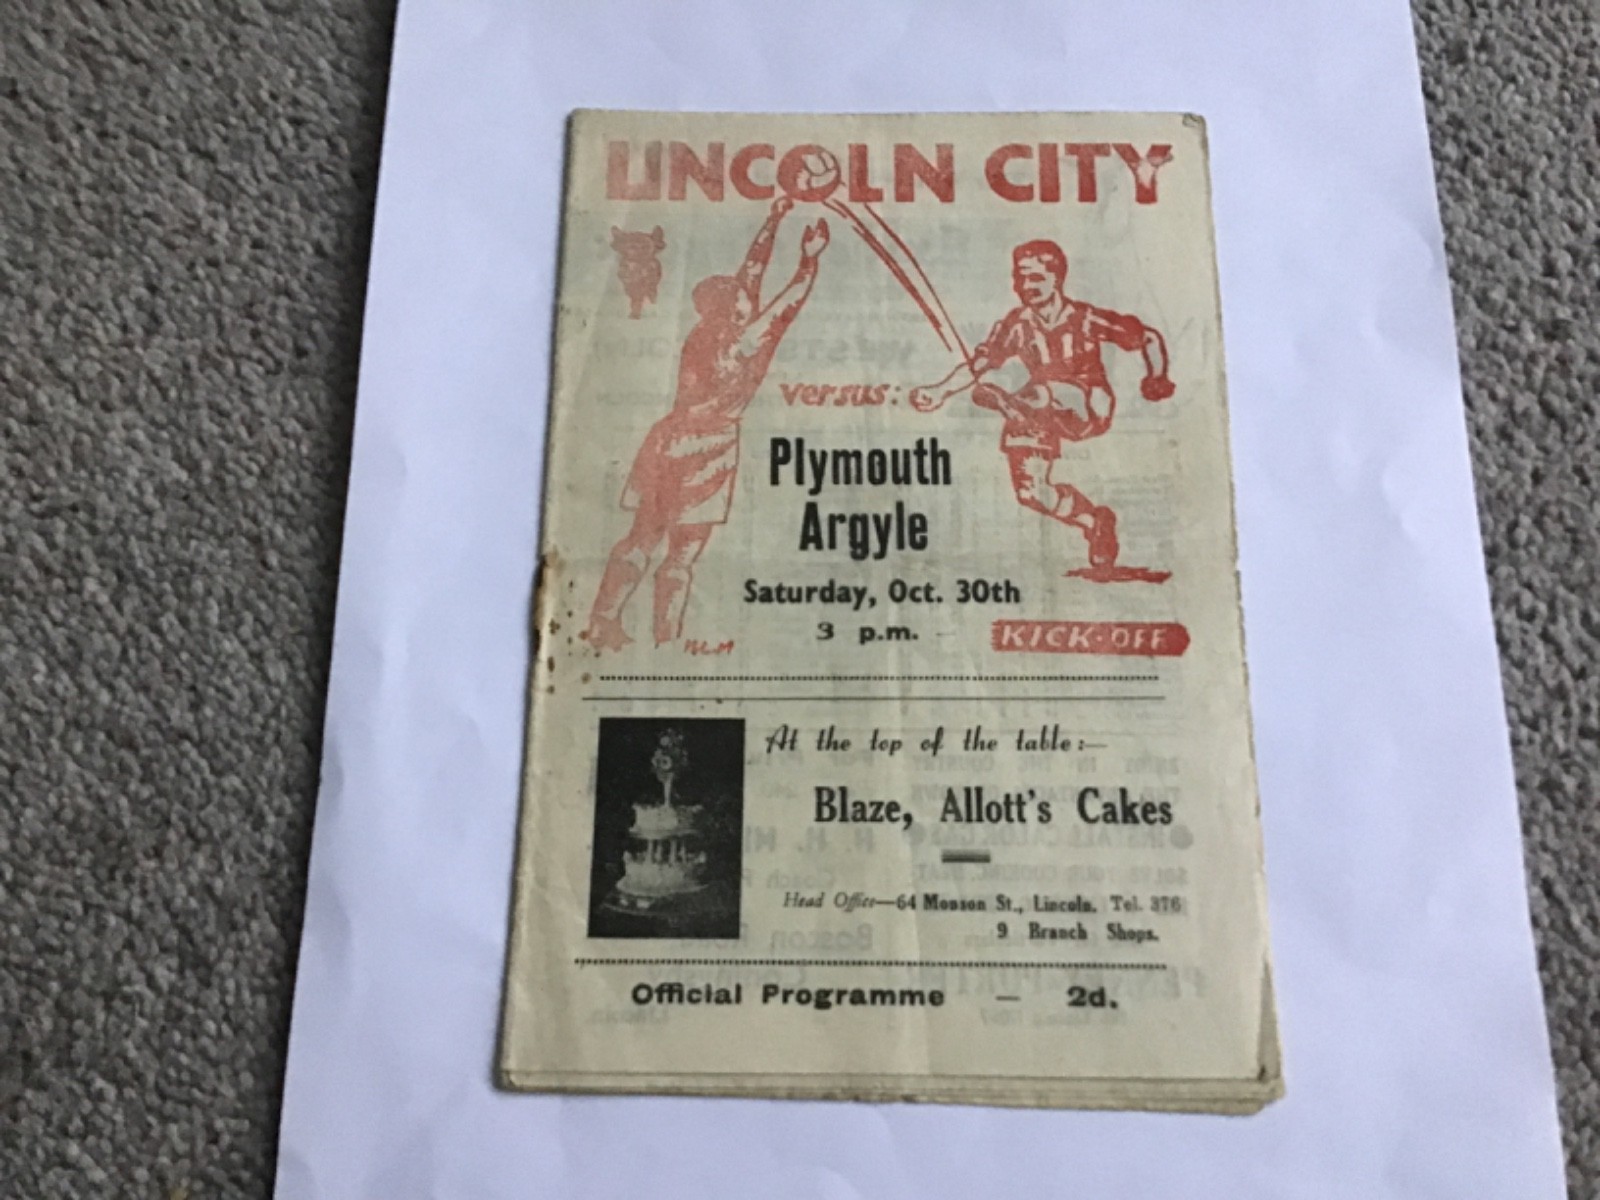 LINCOLN CITY
versus:
Plymouth
Argyle
Saturday, Oct. 30th
3 p.m.
KICK-OFF
At the top of the table:—
Blaze, Allott's Cakes
Head Office—64 Monson St., Lincoln. Tel. 376
9 Branch Shops.
Official Programme — 2d.